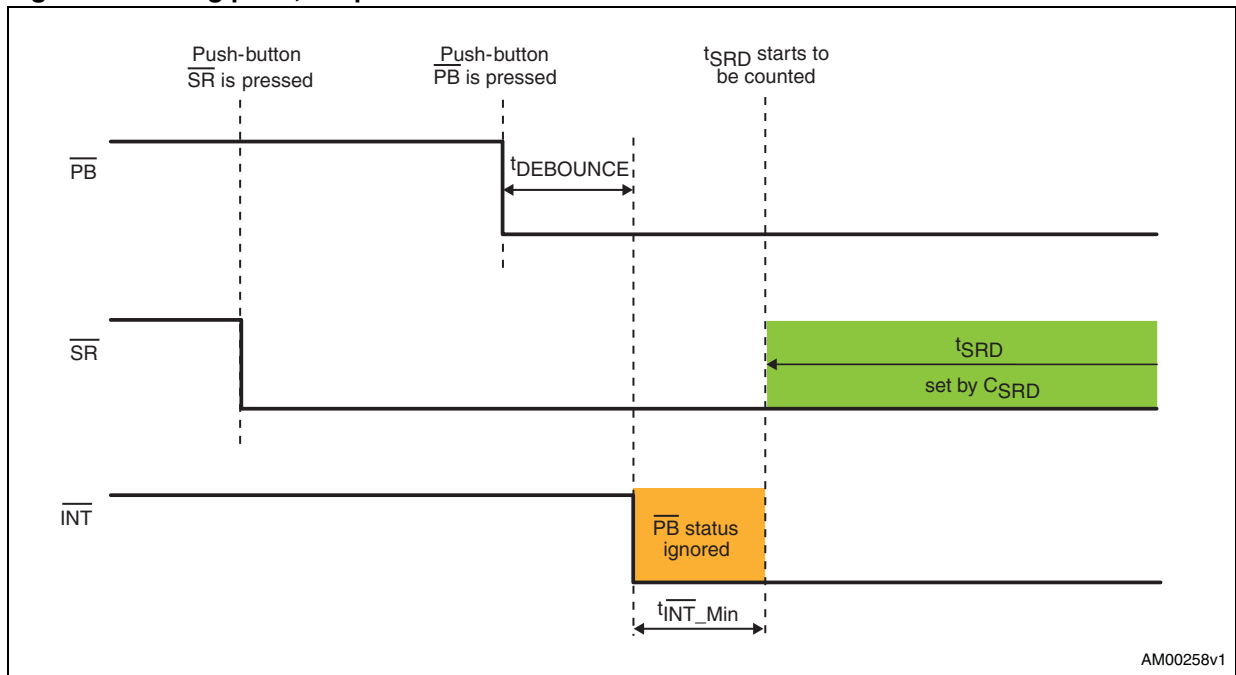 Push-button
SR is pressed
Push-button
PB is pressed
tSRD starts to
be counted
PB
tDEBOUNCE
SR
tSRD
set by CSRD
INT
PB status
ignored
tINT_Min
AM00258v1